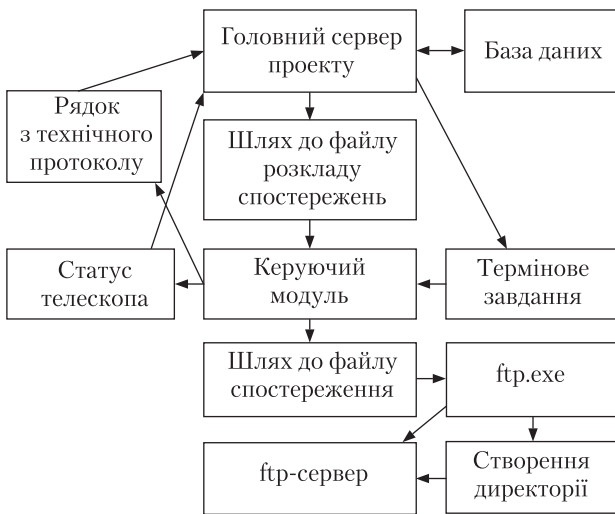 Головний сервер
проекту
База даних
Рядок
з технічного
протоколу
Шлях до файлу
розкладу
спостережень
Статус
телескопа
Керуючий
модуль
Термінове
завдання
Шлях до файлу
спостереження
ftp.exe
ftp-сервер
Створення
директорії